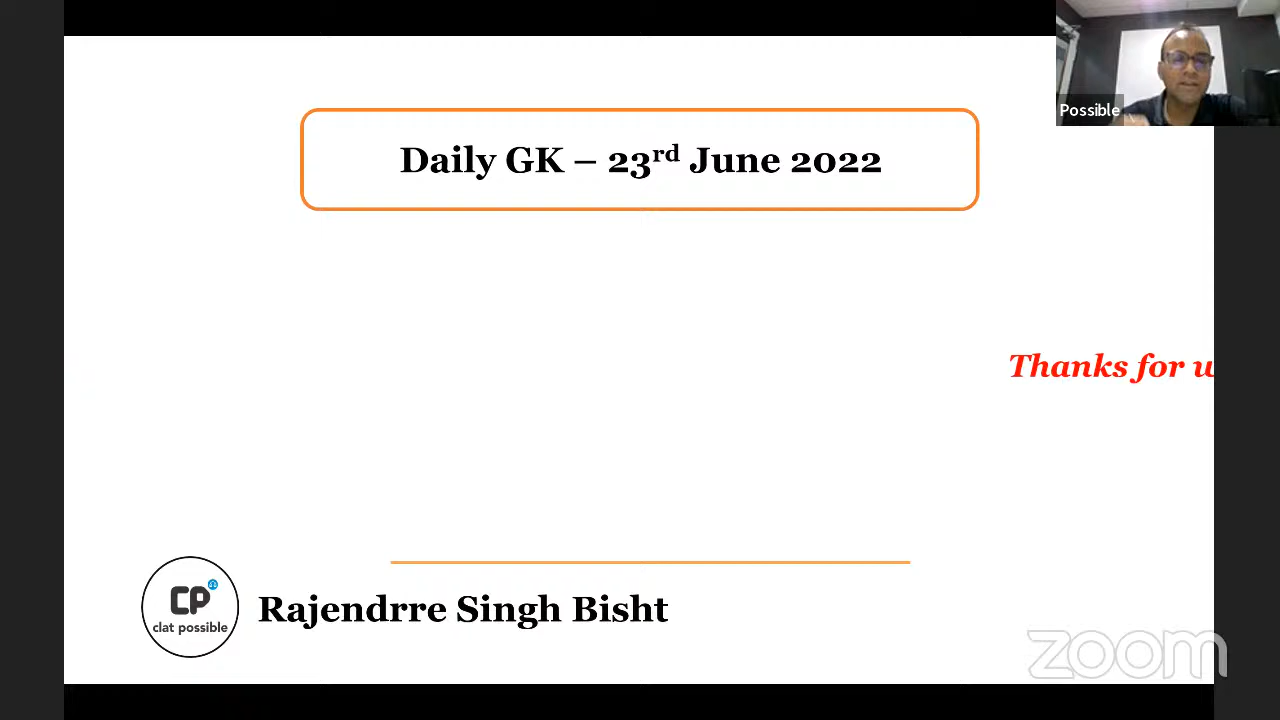 Possible
Daily GK – 23rd June 2022
Thanks for w
CP
clat possible
Rajendrre Singh Bisht
zoom